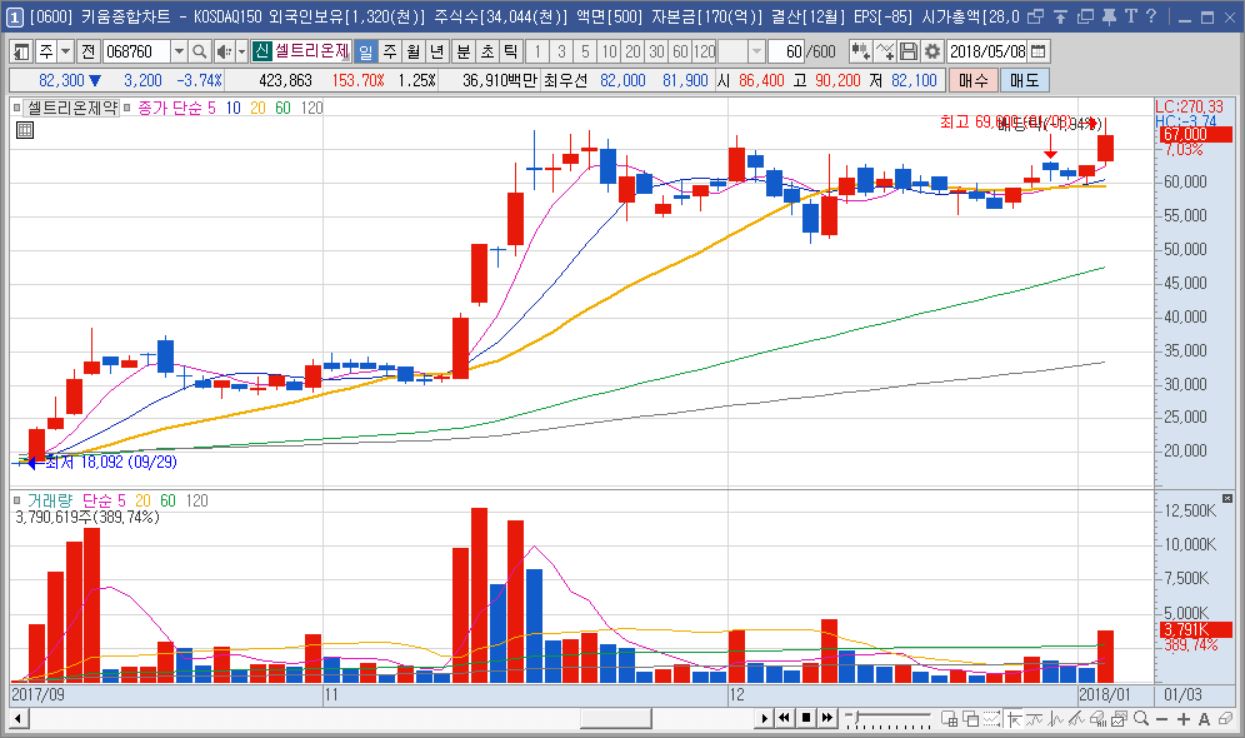 1 [0600] 키움종합차트 - KOSDAQ150 외국인보유[1,320(천)] 주식수[34,044(천)] 액면[500] 자본금[170(억)] 결산[12월] EPS[-85] 시가총액[28,0 T ?
주 전 068760 신 셀트리온제 일 주 월 년 분 초 틱 1 3 5 10 20 30 60 120 60 /600 2018/05/08
82,300 ▼ 3,200 -3.74% 423,863 153.70% 1.25% 36,910백만 최우선 82,000 81,900 시 86,400 고 90,200 저 82,100 매수 매도
셀트리온제약 종가 단순 5 10 20 60 120
LC:270.33
HC:-3.74
최고
67,000
7.03%
60,000
55,000
50,000
45,000
40,000
35,000
30,000
25,000
20,000
최저 18,092 (09/29)
거래량 단순 5 20 60 120
3,790,619주(389.74%)
12,500K
10,000K
7,500K
5,000K
3,791K
389.74%
2017/09 11 12 2018/01 01/03
A